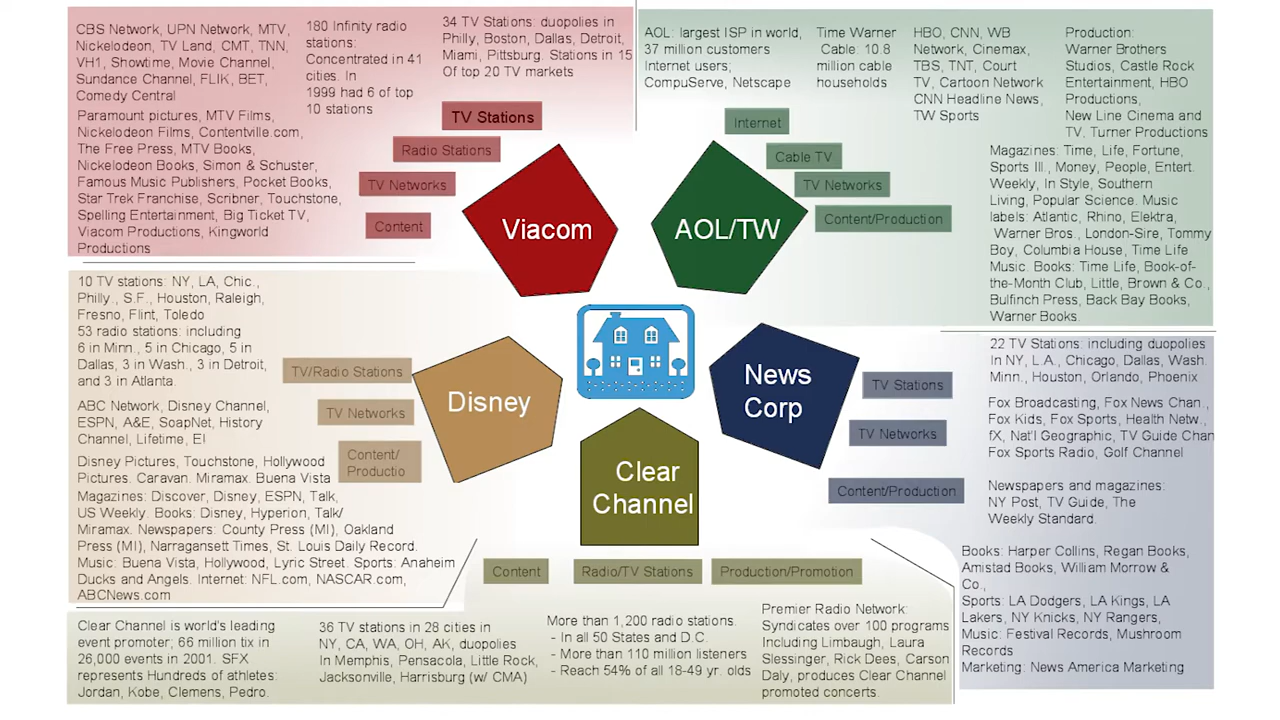 CBS Network, UPN Network, MTV,
Nickelodeon, TV Land, CMT, TNN,
VH1, Showtime, Movie Channel,
Sundance Channel, FLIK, BET,
Comedy Central
Paramount pictures, MTV Films,
Nickelodeon Films, Contentville.com,
The Free Press, MTV Books,
Nickelodeon Books, Simon & Schuster,
Famous Music Publishers, Pocket Books,
Star Trek Franchise, Scribner, Touchstone,
Spelling Entertainment, Big Ticket TV,
Viacom Productions, Kingworld
Productions
180 Infinity radio
stations:
Concentrated in 41
cities. In
1999 had 6 of top
10 stations
34 TV Stations: duopolies in
Philly, Boston, Dallas, Detroit,
Miami, Pittsburg. Stations in 15
Of top 20 TV markets
TV Stations
Radio Stations
TV Networks
Content
Viacom
AOL: largest ISP in world,
37 million customers
Internet users;
CompuServe, Netscape
Time Warner
Cable: 10.8
million cable
households
HBO, CNN, WB
Network, Cinemax,
TBS, TNT, Court
TV, Cartoon Network
CNN Headline News,
TW Sports
Production:
Warner Brothers
Studios, Castle Rock
Entertainment, HBO
Productions,
New Line Cinema and
TV, Turner Productions
Magazines: Time, Life, Fortune,
Sports Ill., Money, People, Entert.
Weekly, In Style, Southern
Living, Popular Science. Music
labels: Atlantic, Rhino, Elektra,
Warner Bros., London-Sire, Tommy
Boy, Columbia House, Time Life
Music. Books: Time Life, Book-of-
the-Month Club, Little, Brown & Co.,
Bulfinch Press, Back Bay Books,
Warner Books.
Internet
Cable TV
TV Networks
Content/Production
AOL/TW
10 TV stations: NY, LA, Chic.,
Philly., S.F., Houston, Raleigh,
Fresno, Flint, Toledo
53 radio stations: including
6 in Minn., 5 in Chicago, 5 in
Dallas, 3 in Wash., 3 in Detroit,
and 3 in Atlanta.
ABC Network, Disney Channel,
ESPN, A&E, SoapNet, History
Channel, Lifetime, E!
Disney Pictures, Touchstone, Hollywood
Pictures. Caravan. Miramax. Buena Vista
Magazines: Discover, Disney, ESPN, Talk,
US Weekly. Books: Disney, Hyperion, Talk/
Miramax. Newspapers: County Press (MI), Oakland
Press (MI), Narragansett Times, St. Louis Daily Record.
Music: Buena Vista, Hollywood, Lyric Street. Sports: Anaheim
Ducks and Angels. Internet: NFL.com, NASCAR.com,
ABCNews.com
TV/Radio Stations
TV Networks
Content/
Productio
Disney
News
Corp
TV Stations
TV Networks
Content/Production
22 TV Stations: including duopolies
In NY, L.A., Chicago, Dallas, Wash.
Minn., Houston, Orlando, Phoenix
Fox Broadcasting, Fox News Chan.,
Fox Kids, Fox Sports, Health Netw.,
fX, Nat'l Geographic, TV Guide Chan
Fox Sports Radio, Golf Channel
Newspapers and magazines:
NY Post, TV Guide, The
Weekly Standard.
Books: Harper Collins, Regan Books,
Amistad Books, William Morrow &
Co.,
Sports: LA Dodgers, LA Kings, LA
Lakers, NY Knicks, NY Rangers,
Music: Festival Records, Mushroom
Records
Marketing: News America Marketing
Clear
Channel
Content
Radio/TV Stations
Production/Promotion
Clear Channel is world's leading
event promoter; 66 million tix in
26,000 events in 2001. SFX
represents Hundreds of athletes:
Jordan, Kobe, Clemens, Pedro.
36 TV stations in 28 cities in
NY, CA, WA, OH, AK, duopolies
In Memphis, Pensacola, Little Rock,
Jacksonville, Harrisburg (w/ CMA)
More than 1,200 radio stations.
- In all 50 States and D.C.
- More than 110 million listeners
- Reach 54% of all 18-49 yr. olds
Premier Radio Network:
Syndicates over 100 programs
Including Limbaugh, Laura
Slessinger, Rick Dees, Carson
Daly, produces Clear Channel
promoted concerts.